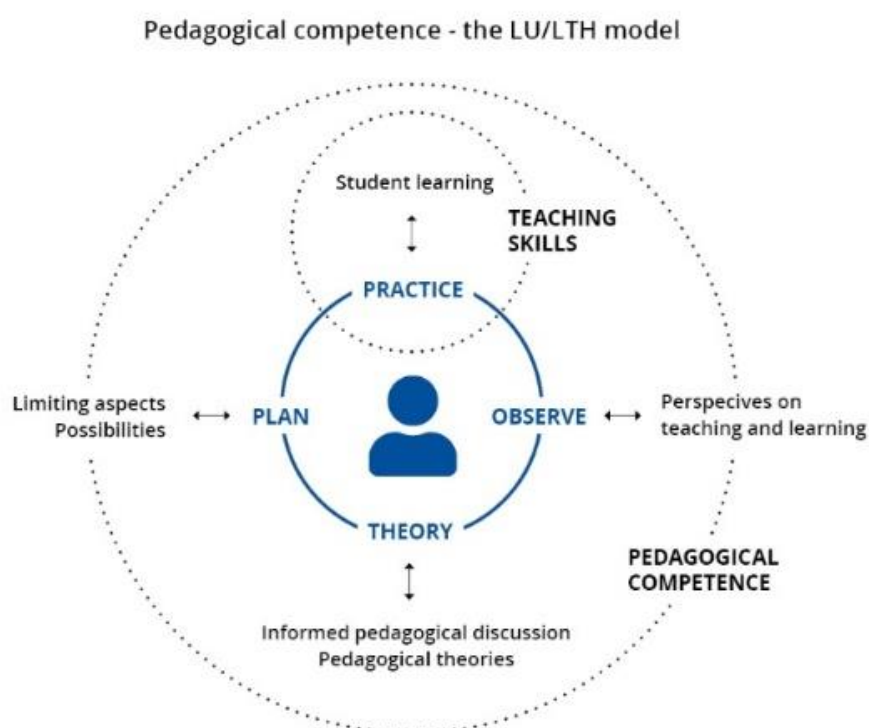 Pedagogical competence - the LU/LTH model
Student learning
TEACHING
SKILLS
PRACTICE
Limiting aspects
Possibilities
PLAN
OBSERVE
Perspecives on
teaching and learning
THEORY
PEDAGOGICAL
COMPETENCE
Informed pedagogical discussion
Pedagogical theories